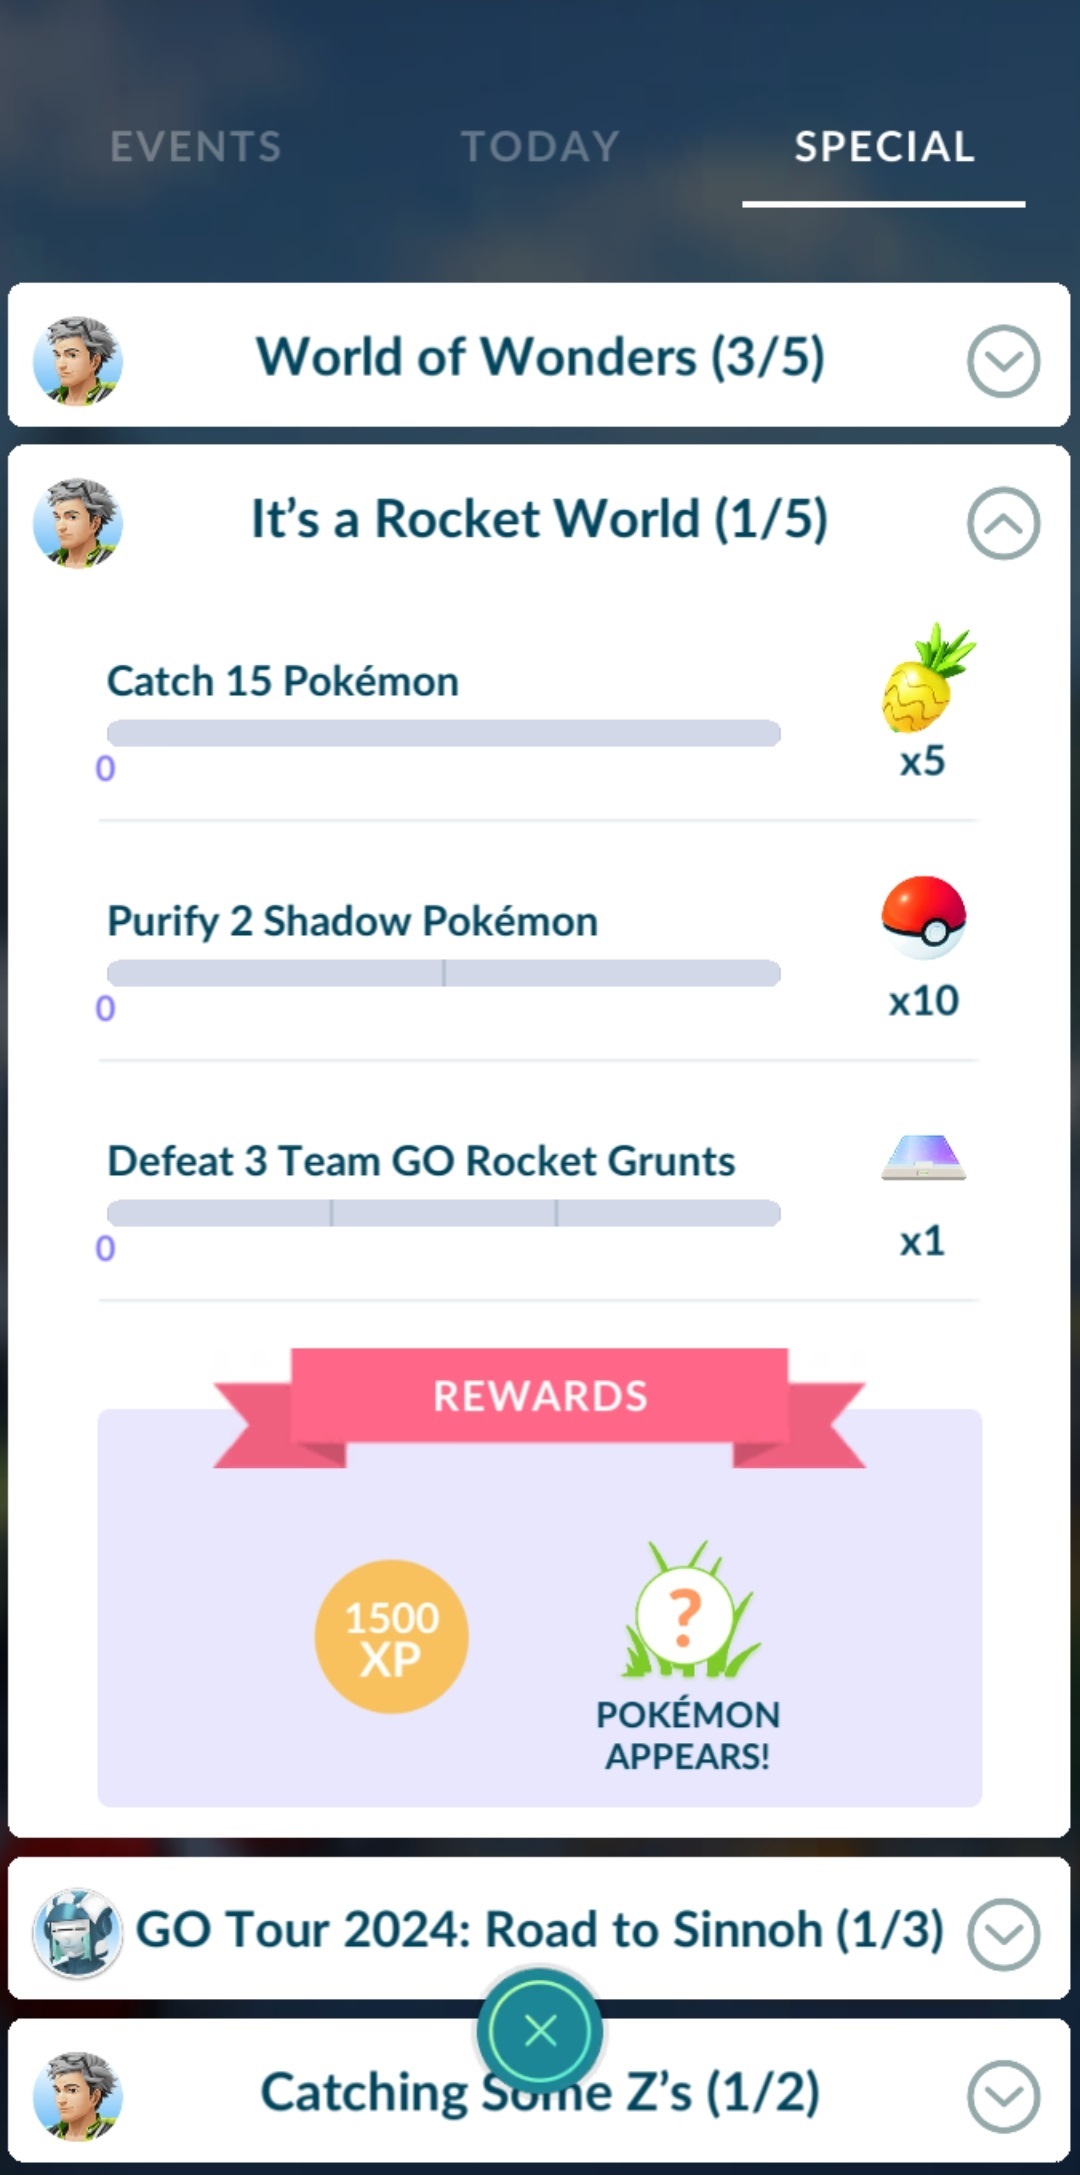 EVENTS TODAY SPECIAL
World of Wonders (3/5)
It's a Rocket World (1/5)
Catch 15 Pokémon
0
x5
Purify 2 Shadow Pokémon
0
x10
Defeat 3 Team GO Rocket Grunts
0
x1
REWARDS
1500
XP
?
POKÉMON
APPEARS!
GO Tour 2024: Road to Sinnoh (1/3)
Catching Some Z's (1/2)